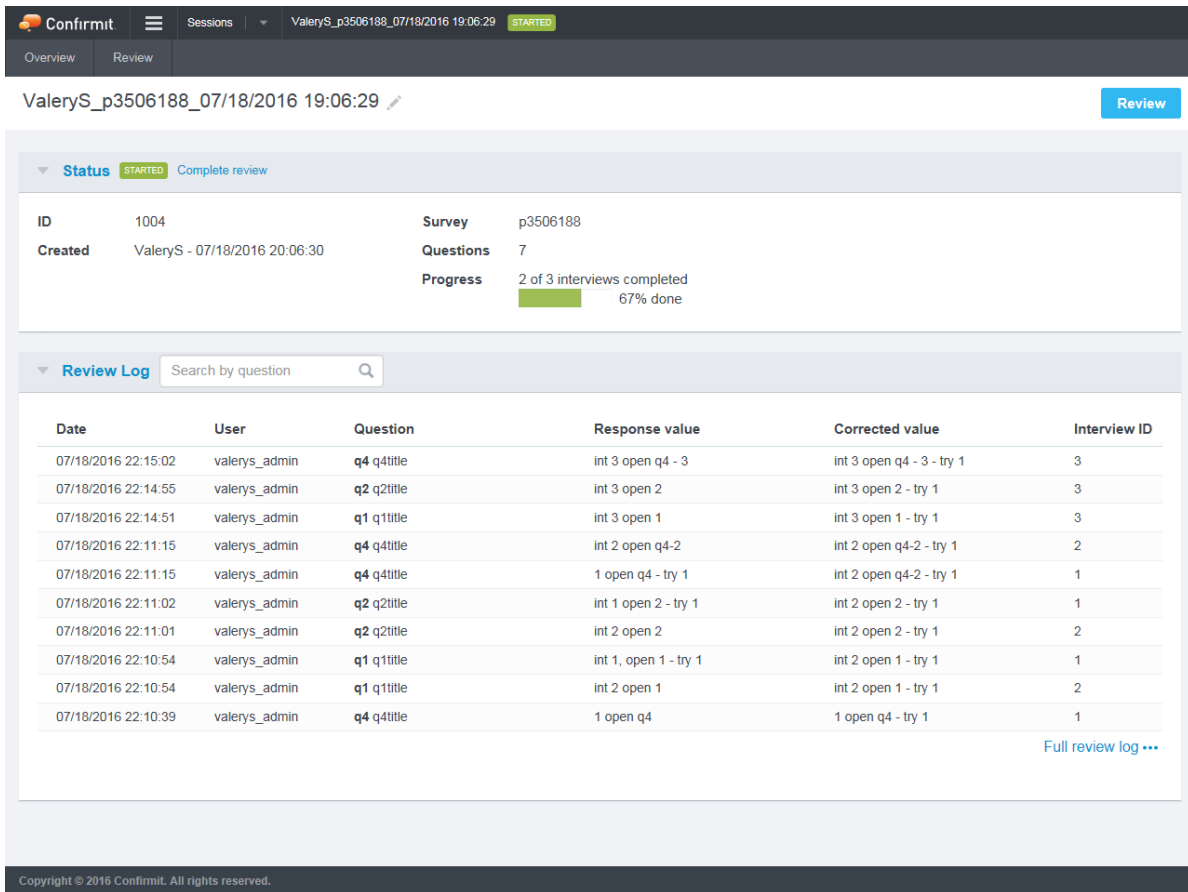 Confirmit. Sessions ValeryS_p3506188_07/18/2016 19:06:29 STARTED
Overview Review
ValeryS_p3506188_07/18/2016 19:06:29 Review
Status STARTED Complete review
ID 1004 Survey p3506188
Created ValeryS - 07/18/2016 20:06:30 Questions 7
Progress 2 of 3 interviews completed
67% done
Review Log Search by question
Date User Question Response value Corrected value Interview ID
07/18/2016 22:15:02 valerys_admin q4 q4title int 3 open q4 - 3 int 3 open q4 - 3 - try 1 3
07/18/2016 22:14:55 valerys_admin q2 q2title int 3 open 2 int 3 open 2 - try 1 3
07/18/2016 22:14:51 valerys_admin q1 q1title int 3 open 1 int 3 open 1 - try 1 3
07/18/2016 22:11:15 valerys_admin q4 q4title int 2 open q4-2 int 2 open q4-2 - try 1 2
07/18/2016 22:11:15 valerys_admin q4 q4title 1 open q4 - try 1 int 2 open q4-2 - try 1 1
07/18/2016 22:11:02 valerys_admin q2 q2title int 1 open 2 - try 1 int 2 open 2 - try 1 1
07/18/2016 22:11:01 valerys_admin q2 q2title int 2 open 2 int 2 open 2 - try 1 2
07/18/2016 22:10:54 valerys_admin q1 q1title int 1, open 1 - try 1 int 2 open 1 - try 1 1
07/18/2016 22:10:54 valerys_admin q1 q1title int 2 open 1 int 2 open 1 - try 1 2
07/18/2016 22:10:39 valerys_admin q4 q4title 1 open q4 1 open q4 - try 1 1
Full review log •••
Copyright © 2016 Confirmit. All rights reserved.